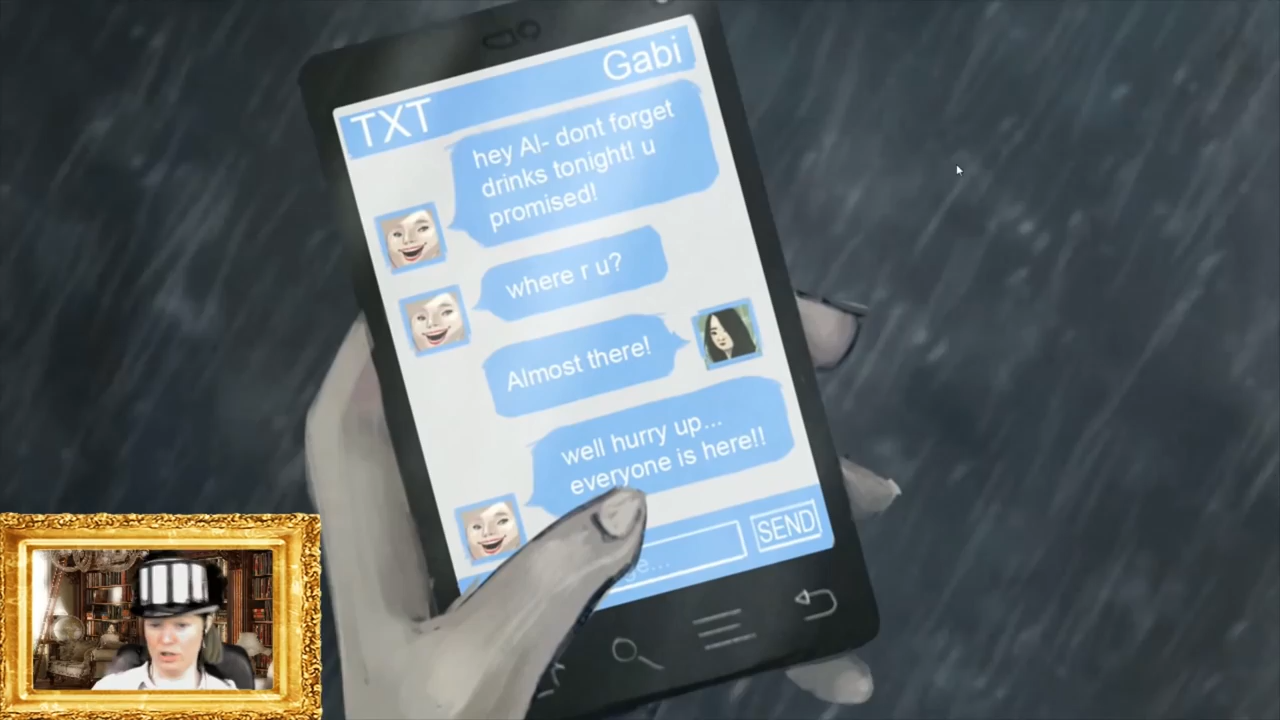 TXT
Gabi
hey Al- dont forget
drinks tonight! u
promised!
where r u?
Almost there!
well hurry up...
everyone is here!!
SEND